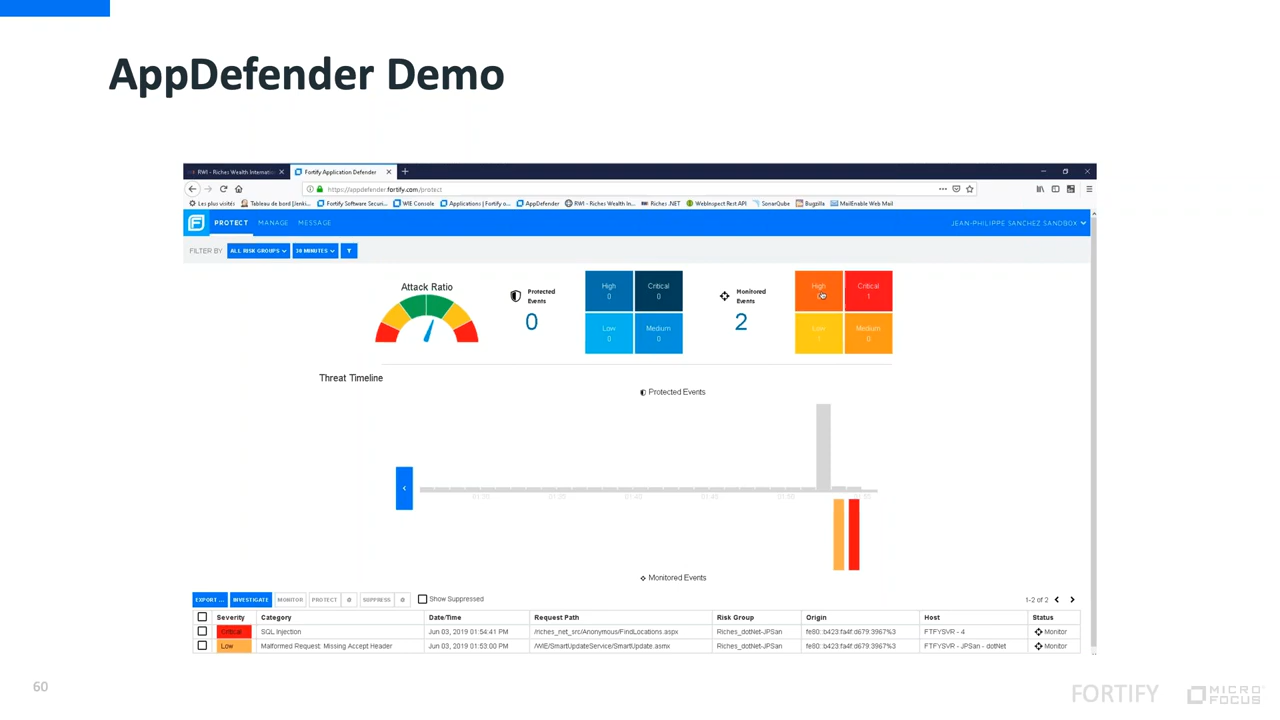 AppDefender Demo
RWI - Riches Wealth Internatio
Fortify Application Defender
https://appdefender.fortify.com/protect
Les plus visités
Tableau de bord [Jenki...
Fortify Software Securi...
WIE Console
Applications | Fortify o...
AppDefender
RWI - Riches Wealth In...
Riches .NET
WebInspect Rest API
SonarQube
Bugzilla
MailEnable Web Mail
PROTECT
MANAGE
MESSAGE
JEAN-PHILIPPE SANCHEZ SANDBOX
FILTER BY
ALL RISK GROUPS
30 MINUTES
Attack Ratio
Protected
Events
0
High
0
Critical
0
Low
0
Medium
0
Monitored
Events
2
High
Critical
1
Low
1
Medium
0
Threat Timeline
Protected Events
01:40
01:50
Monitored Events
EXPORT ...
INVESTIGATE
MONITOR
PROTECT
SUPPRESS
Show Suppressed
1-2 of 2
Severity Category Date/Time Request Path Risk Group Origin Host Status
Critical SQL Injection Jun 03, 2019 01:54:41 PM /riches_net_src/Anonymous/FindLocations.aspx Riches_dotNet-JPSan fe80::b423:fa4f:d679:3967%3 FTFYSVR - 4 Monitor
Low Malformed Request: Missing Accept Header Jun 03, 2019 01:53:00 PM /WIE/SmartUpdateService/SmartUpdate.asmx Riches_dotNet-JPSan fe80::b423:fa4f:d679:3967%3 FTFYSVR - JPSan - dotNet Monitor
60
FORTIFY
MICRO
FOCUS